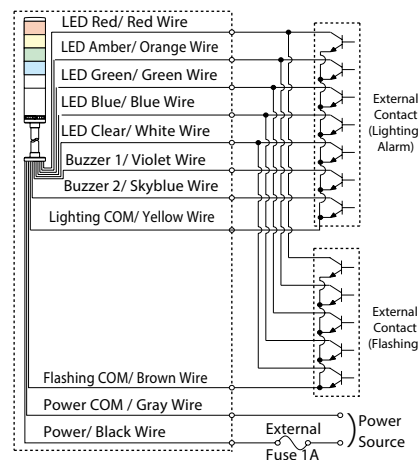 LED Red/ Red Wire
LED Amber/ Orange Wire
LED Green/ Green Wire
LED Blue/ Blue Wire
LED Clear/ White Wire
Buzzer 1/ Violet Wire
Buzzer 2/ Skyblue Wire
Lighting COM/ Yellow Wire
External
Contact
(Lighting
Alarm)
External
Contact
(Flashing
Flashing COM/ Brown Wire
Power COM / Gray Wire
Power/ Black Wire
External
Fuse 1A
Power
Source